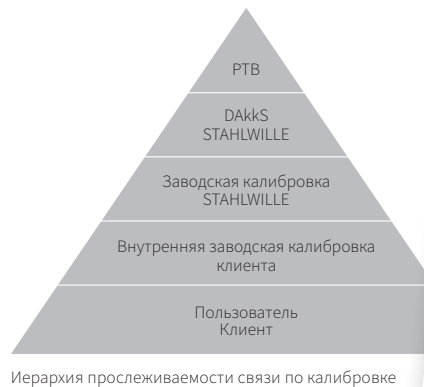 PTB
DAkkS
STAHLWILLE
Заводская калибровка
STAHLWILLE
Внутренняя заводская калибровка
клиента
Пользователь
Клиент
Иерархия прослеживаемости связи по калибровке